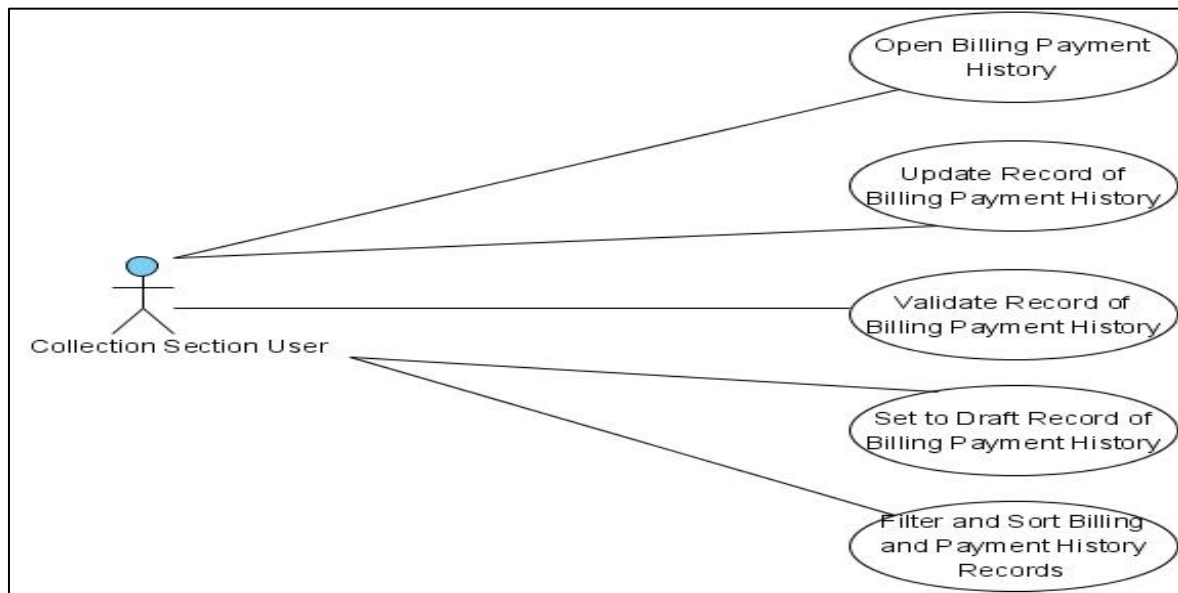 Open Billing Payment
History
Update Record of
Billing Payment History
Validate Record of
Billing Payment History
Collection Section User
Set to Draft Record of
Billing Payment History
Filter and Sort Billing
and Payment History
Records